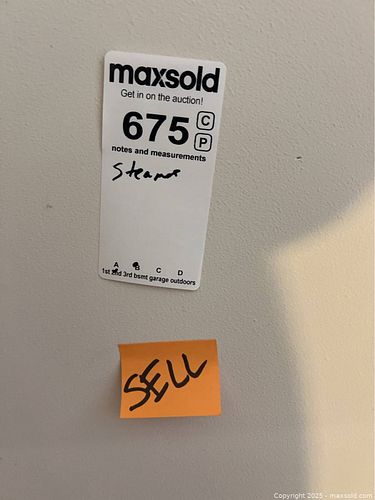 maxsold
Get in on the auction!
675 C
P
notes and measurements
Steamer
A B C D
1st 2nd 3rd bsmt garage outdoors
SELL
Copyright 2025 - maxsold.com